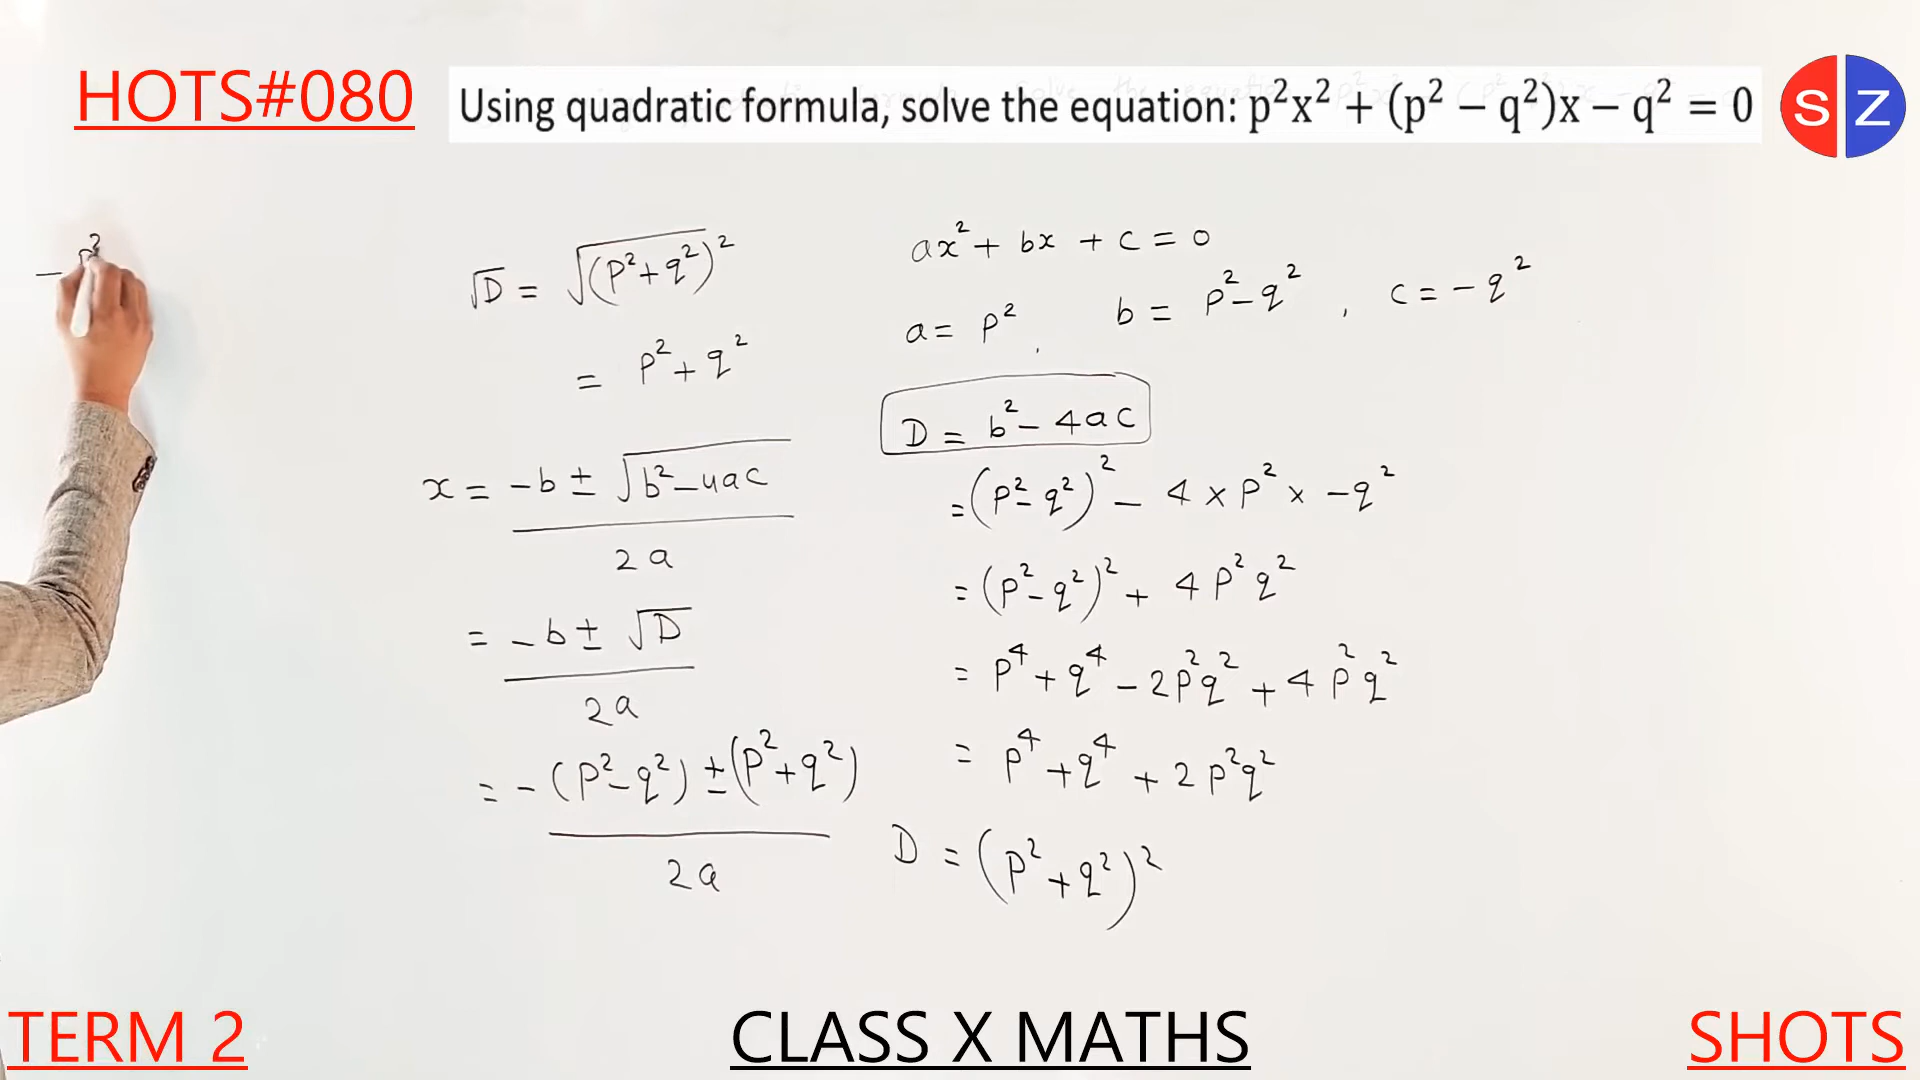 HOTS#080
Using quadratic formula, solve the equation: p²x² + (p² − q²)x − q² = 0
S Z
− p²
√D = √(p²+q²)²
= p² + q²
x = −b ± √b²−4ac
2a
= −b ± √D
2a
= −(p²−q²) ± (p²+q²)
2a
ax² + bx + c = 0
a = p² , b = p²−q² , c = −q²
D = b² − 4ac
= (p²−q²)² − 4 × p² × −q²
= (p²−q²)² + 4p²q²
= p⁴ + q⁴ − 2p²q² + 4p²q²
= p⁴ + q⁴ + 2p²q²
D = (p²+q²)²
TERM 2
CLASS X MATHS
SHOTS